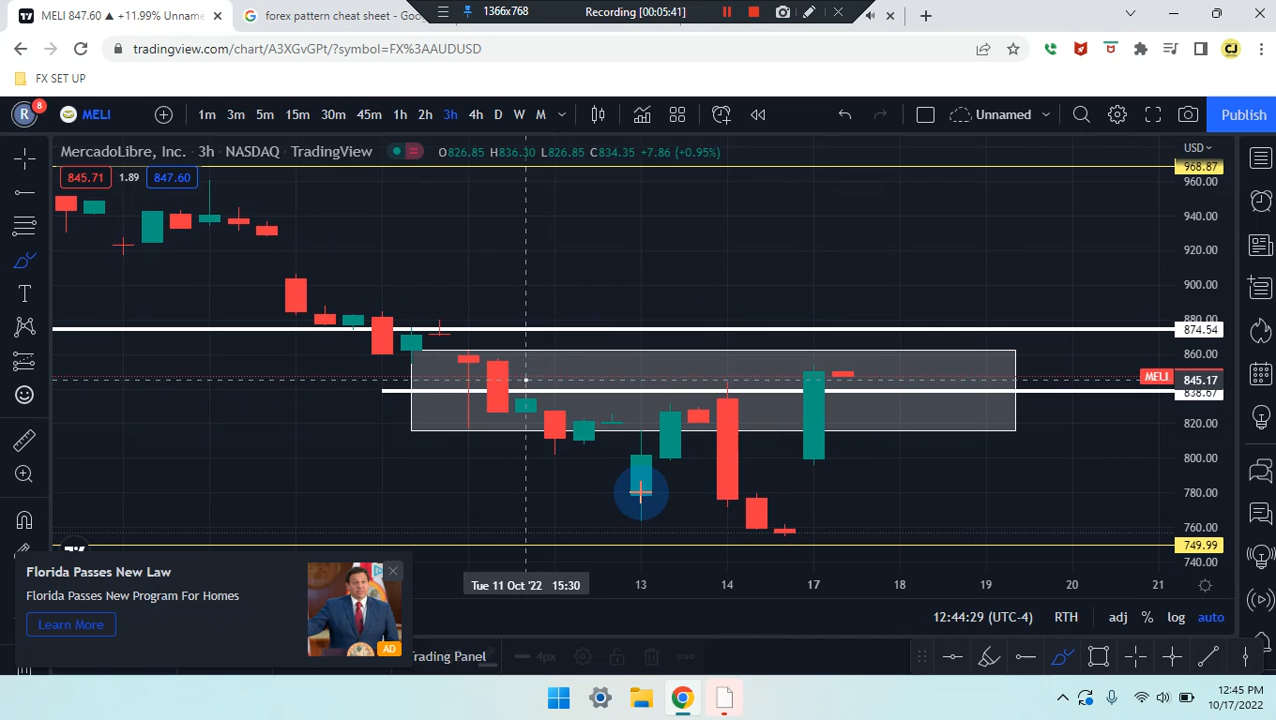 MELI 847.60 ▲ +11.99% Unname
forex pattern cheat sheet - Goo
1366x768
Recording [00:05:41]
tradingview.com/chart/A3XGvGPt/?symbol=FX%3AAUDUSD
CJ
FX SET UP
R
8
MELI
1m 3m 5m 15m 30m 45m 1h 2h 3h 4h D W M
Unnamed
Publish
MercadoLibre, Inc. · 3h · NASDAQ · TradingView
O826.85 H836.30 L826.85 C834.35 +7.86 (+0.95%)
USD
845.71 1.89 847.60
968.87
960.00
940.00
920.00
900.00
880.00
874.54
860.00
MELI
845.17
838.67
820.00
800.00
780.00
760.00
749.99
740.00
Tue 11 Oct '22 15:30
13 14 17 18 19 20 21
Florida Passes New Law
Florida Passes New Program For Homes
Learn More
AD
12:44:29 (UTC-4) RTH adj % log auto
Trading Panel
4px
12:45 PM
10/17/2022